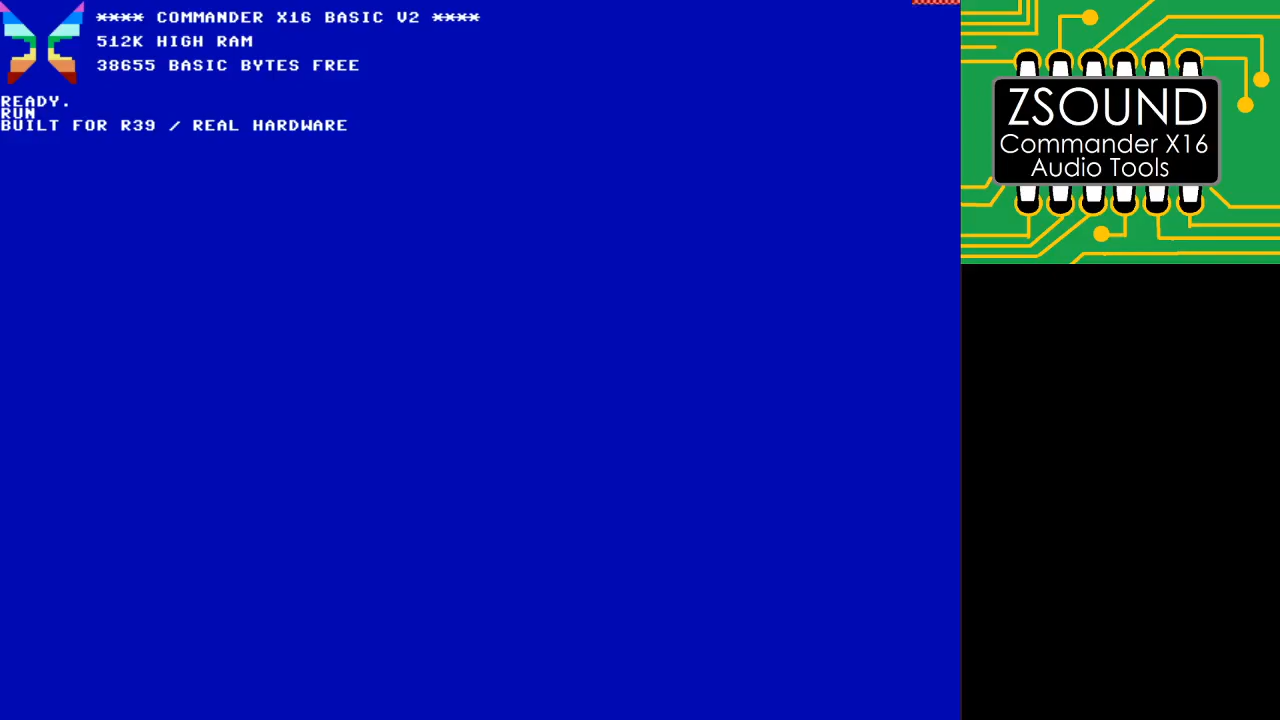 **** COMMANDER X16 BASIC V2 ****
512K HIGH RAM
38655 BASIC BYTES FREE
READY.
RUN
BUILT FOR R39 / REAL HARDWARE
ZSOUND
Commander X16
Audio Tools